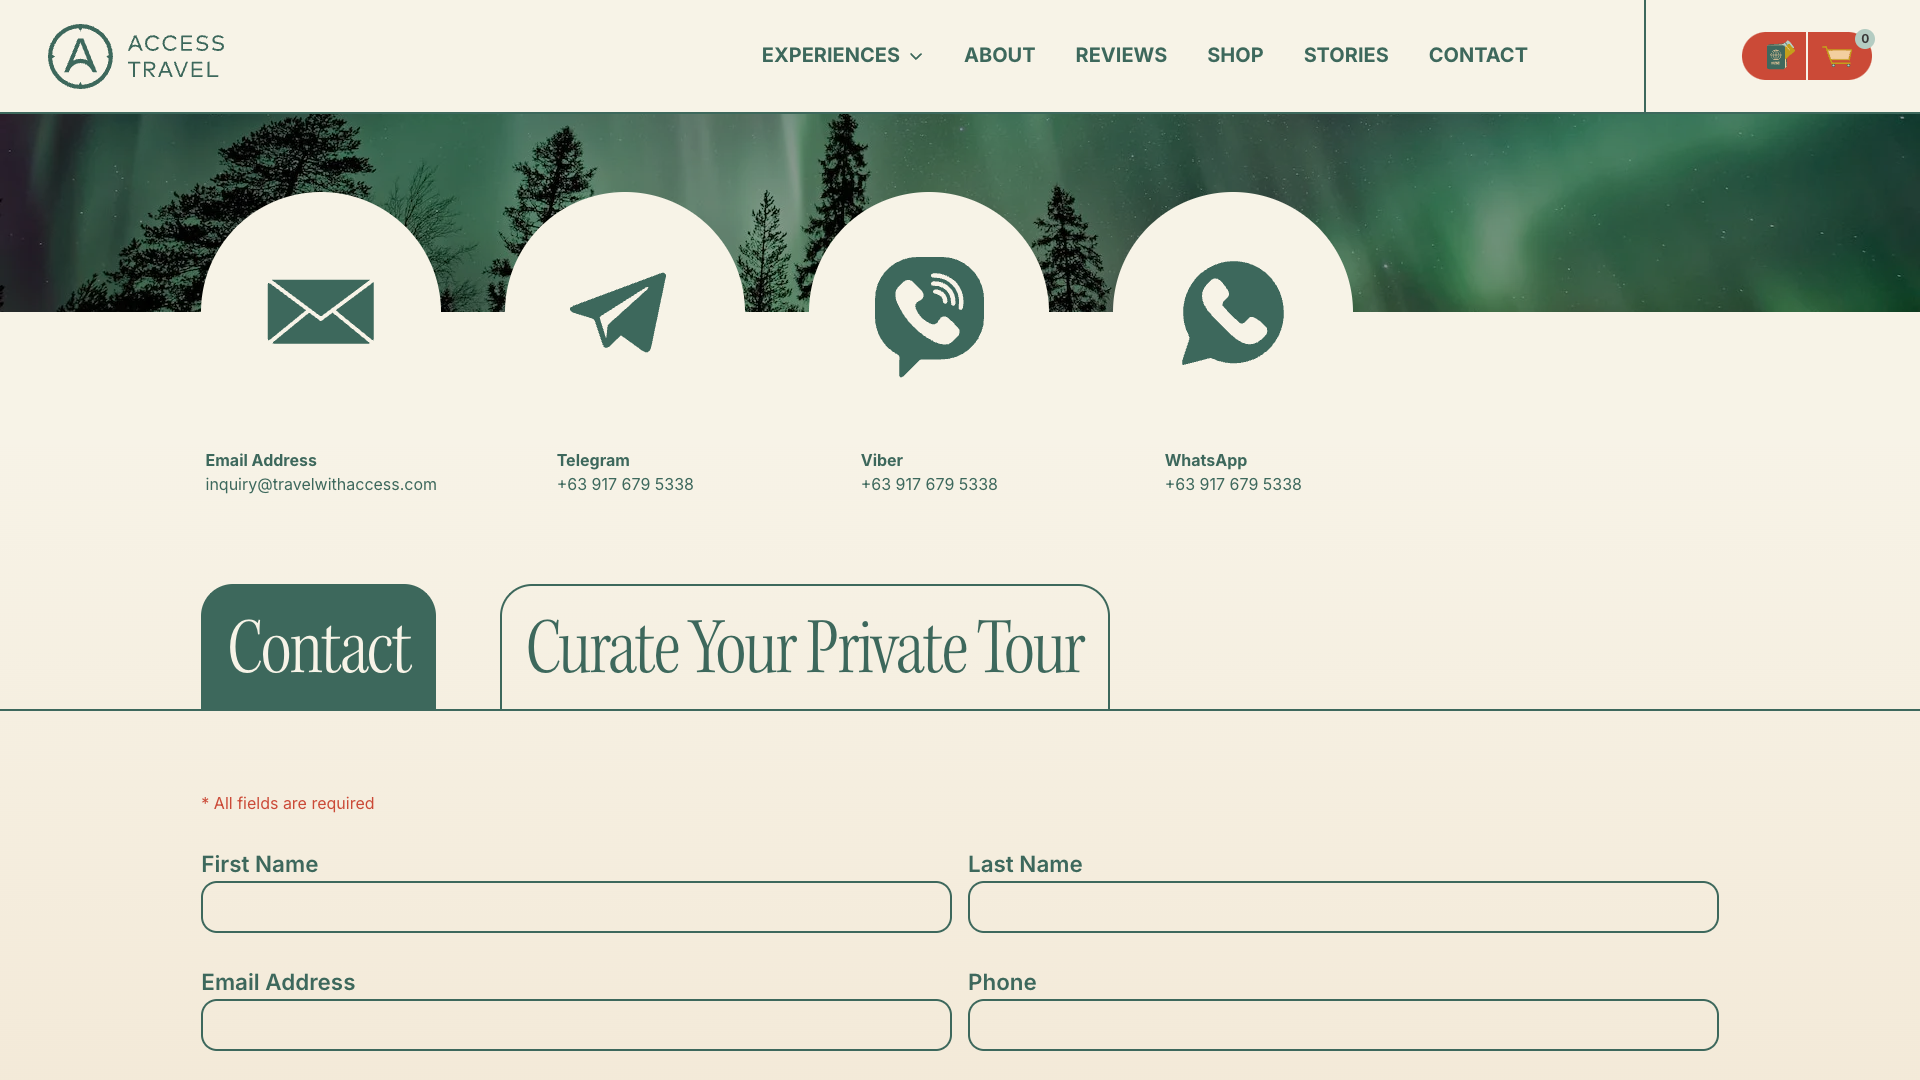 ACCESS
TRAVEL
EXPERIENCES
ABOUT
REVIEWS
SHOP
STORIES
CONTACT
0
Email Address
inquiry@travelwithaccess.com
Telegram
+63 917 679 5338
Viber
+63 917 679 5338
WhatsApp
+63 917 679 5338
Contact
Curate Your Private Tour
* All fields are required
First Name
Last Name
Email Address
Phone